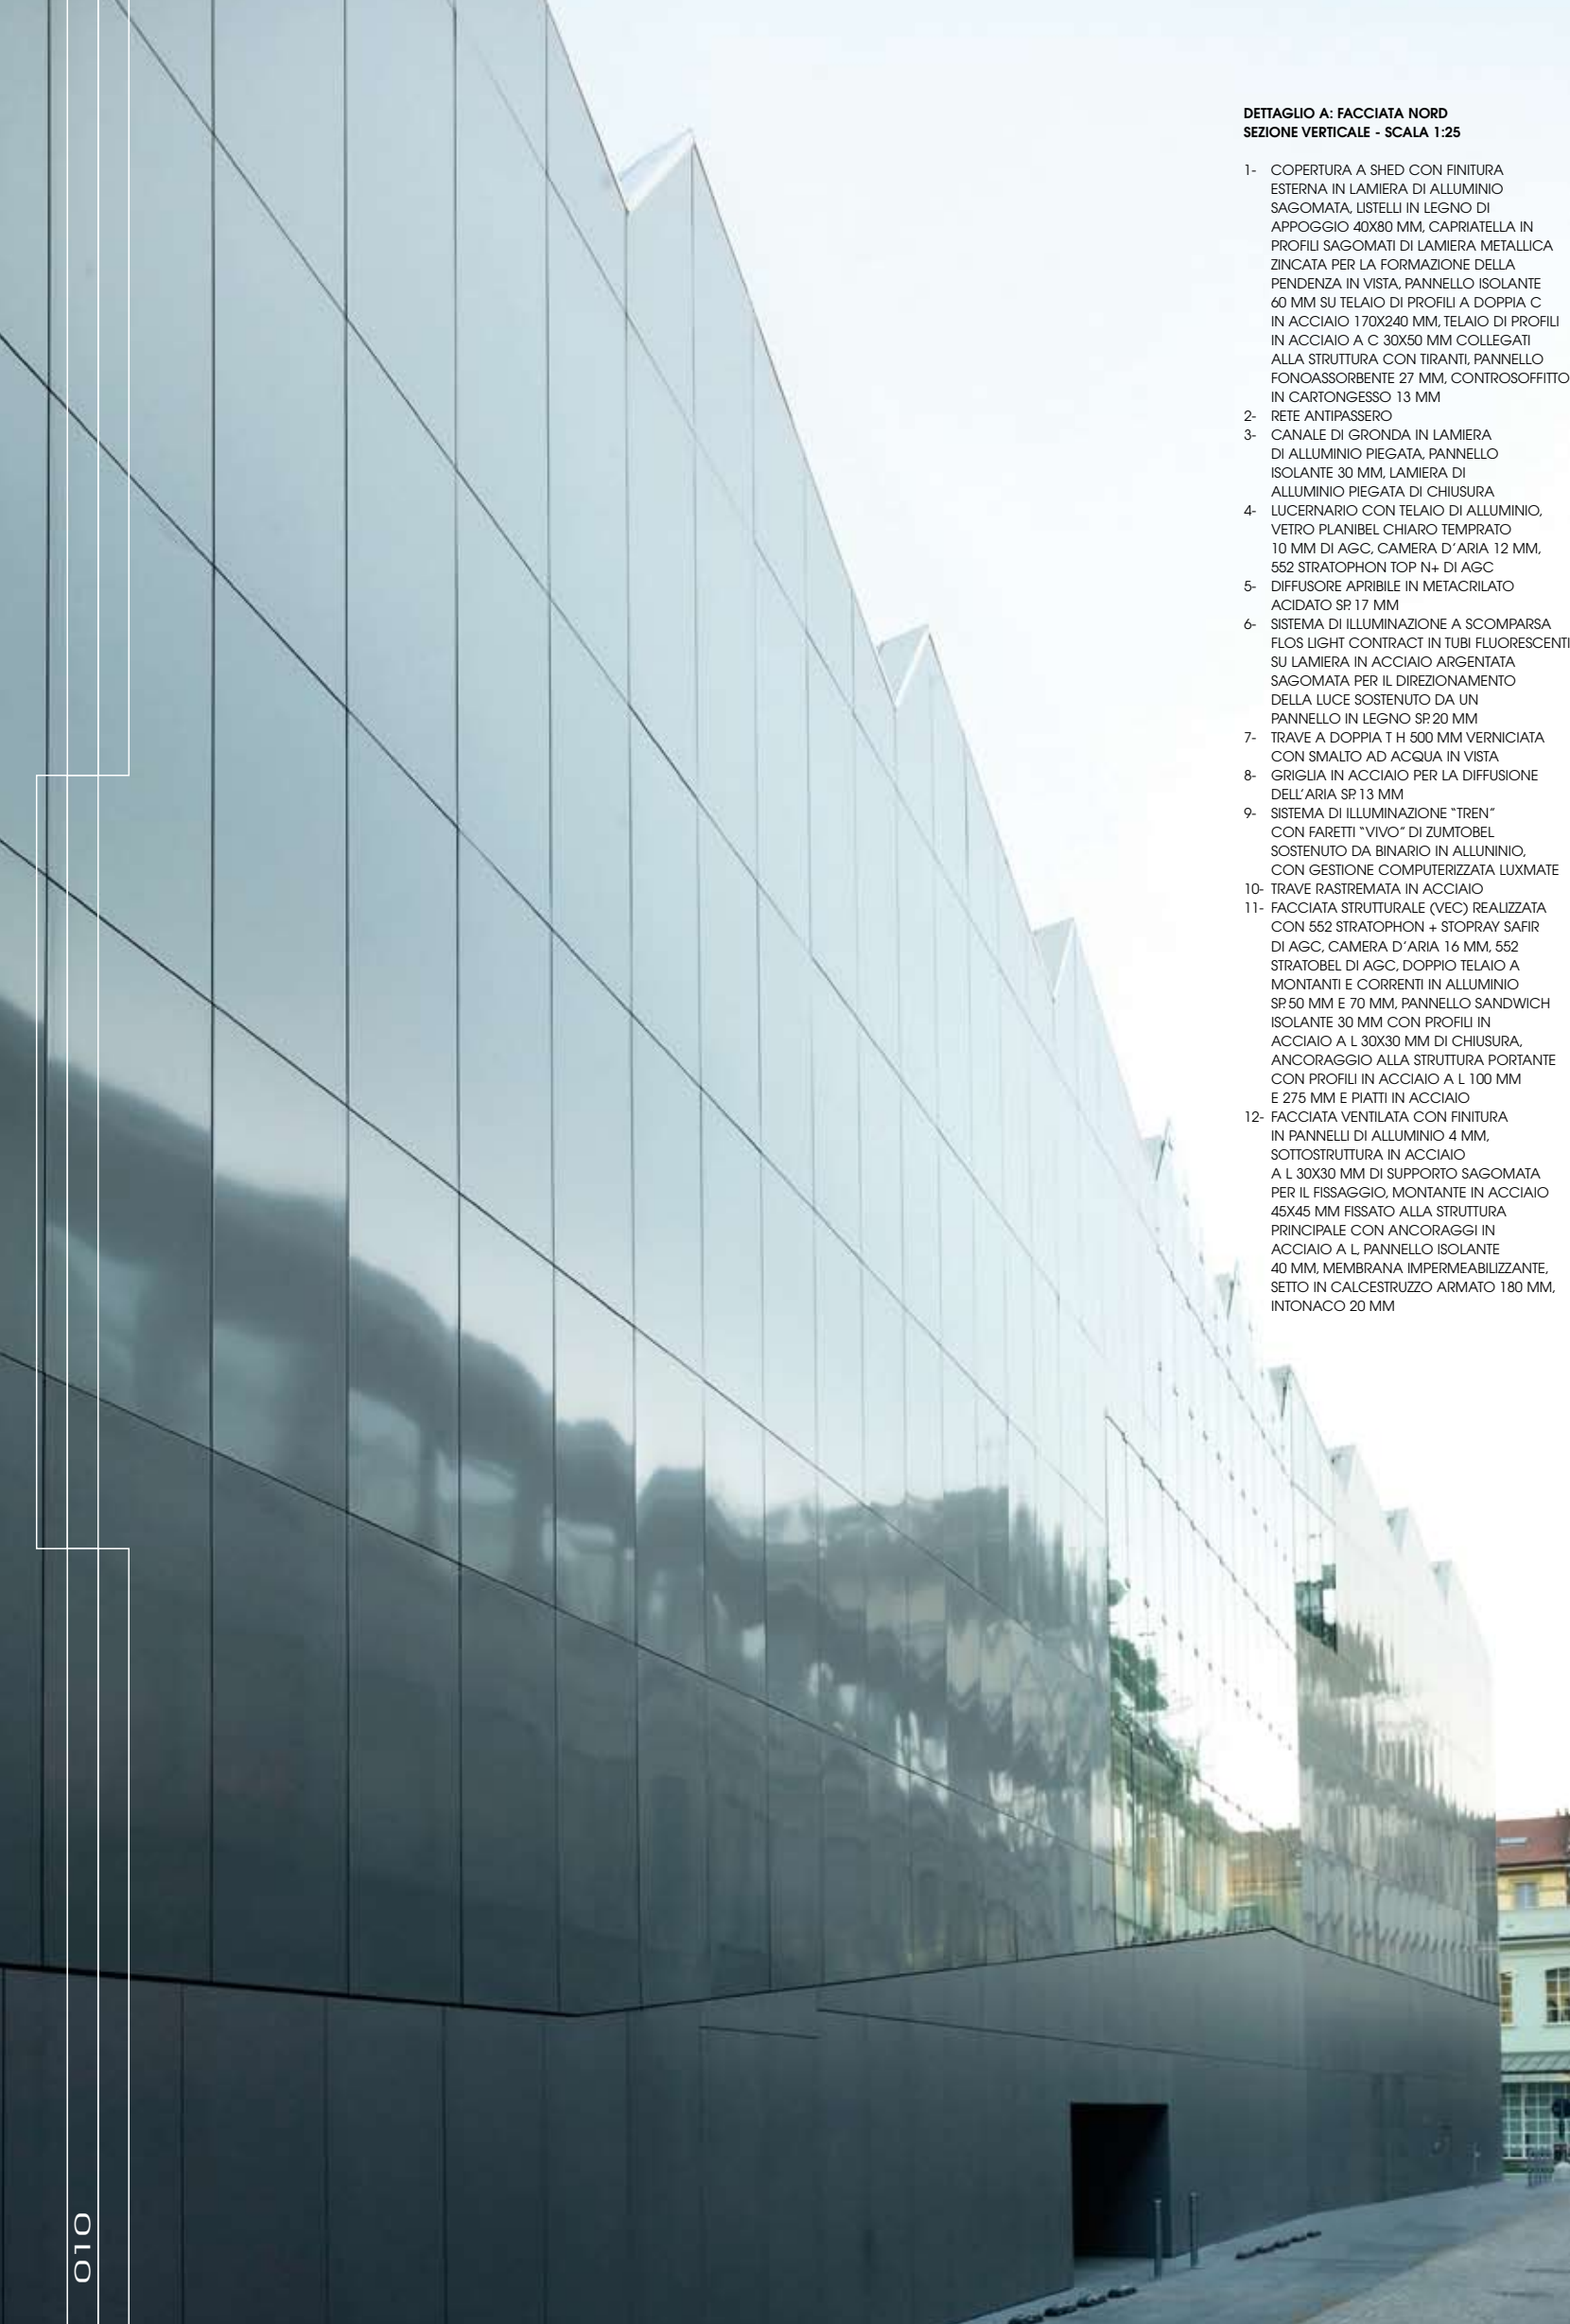 DETTAGLIO A: FACCIATA NORD
SEZIONE VERTICALE - SCALA 1:25
1- COPERTURA A SHED CON FINITURA
ESTERNA IN LAMIERA DI ALLUMINIO
SAGOMATA, LISTELLI IN LEGNO DI
APPOGGIO 40X80 MM, CAPRIATELLA IN
PROFILI SAGOMATI DI LAMIERA METALLICA
ZINCATA PER LA FORMAZIONE DELLA
PENDENZA IN VISTA, PANNELLO ISOLANTE
60 MM SU TELAIO DI PROFILI A DOPPIA C
IN ACCIAIO 170X240 MM, TELAIO DI PROFILI
IN ACCIAIO A C 30X50 MM COLLEGATI
ALLA STRUTTURA CON TIRANTI, PANNELLO
FONOASSORBENTE 27 MM, CONTROSOFFITTO
IN CARTONGESSO 13 MM
2- RETE ANTIPASSERO
3- CANALE DI GRONDA IN LAMIERA
DI ALLUMINIO PIEGATA, PANNELLO
ISOLANTE 30 MM, LAMIERA DI
ALLUMINIO PIEGATA DI CHIUSURA
4- LUCERNARIO CON TELAIO DI ALLUMINIO,
VETRO PLANIBEL CHIARO TEMPRATO
10 MM DI AGC, CAMERA D'ARIA 12 MM,
552 STRATOPHON TOP N+ DI AGC
5- DIFFUSORE APRIBILE IN METACRILATO
ACIDATO SP. 17 MM
6- SISTEMA DI ILLUMINAZIONE A SCOMPARSA
FLOS LIGHT CONTRACT IN TUBI FLUORESCENTI
SU LAMIERA IN ACCIAIO ARGENTATA
SAGOMATA PER IL DIREZIONAMENTO
DELLA LUCE SOSTENUTO DA UN
PANNELLO IN LEGNO SP. 20 MM
7- TRAVE A DOPPIA T H 500 MM VERNICIATA
CON SMALTO AD ACQUA IN VISTA
8- GRIGLIA IN ACCIAIO PER LA DIFFUSIONE
DELL'ARIA SP. 13 MM
9- SISTEMA DI ILLUMINAZIONE "TREN"
CON FARETTI "VIVO" DI ZUMTOBEL
SOSTENUTO DA BINARIO IN ALLUNINIO,
CON GESTIONE COMPUTERIZZATA LUXMATE
10- TRAVE RASTREMATA IN ACCIAIO
11- FACCIATA STRUTTURALE (VEC) REALIZZATA
CON 552 STRATOPHON + STOPRAY SAFIR
DI AGC, CAMERA D'ARIA 16 MM, 552
STRATOBEL DI AGC, DOPPIO TELAIO A
MONTANTI E CORRENTI IN ALLUMINIO
SP. 50 MM E 70 MM, PANNELLO SANDWICH
ISOLANTE 30 MM CON PROFILI IN
ACCIAIO A L 30X30 MM DI CHIUSURA,
ANCORAGGIO ALLA STRUTTURA PORTANTE
CON PROFILI IN ACCIAIO A L 100 MM
E 275 MM E PIATTI IN ACCIAIO
12- FACCIATA VENTILATA CON FINITURA
IN PANNELLI DI ALLUMINIO 4 MM,
SOTTOSTRUTTURA IN ACCIAIO
A L 30X30 MM DI SUPPORTO SAGOMATA
PER IL FISSAGGIO, MONTANTE IN ACCIAIO
45X45 MM FISSATO ALLA STRUTTURA
PRINCIPALE CON ANCORAGGI IN
ACCIAIO A L, PANNELLO ISOLANTE
40 MM, MEMBRANA IMPERMEABILIZZANTE,
SETTO IN CALCESTRUZZO ARMATO 180 MM,
INTONACO 20 MM
010